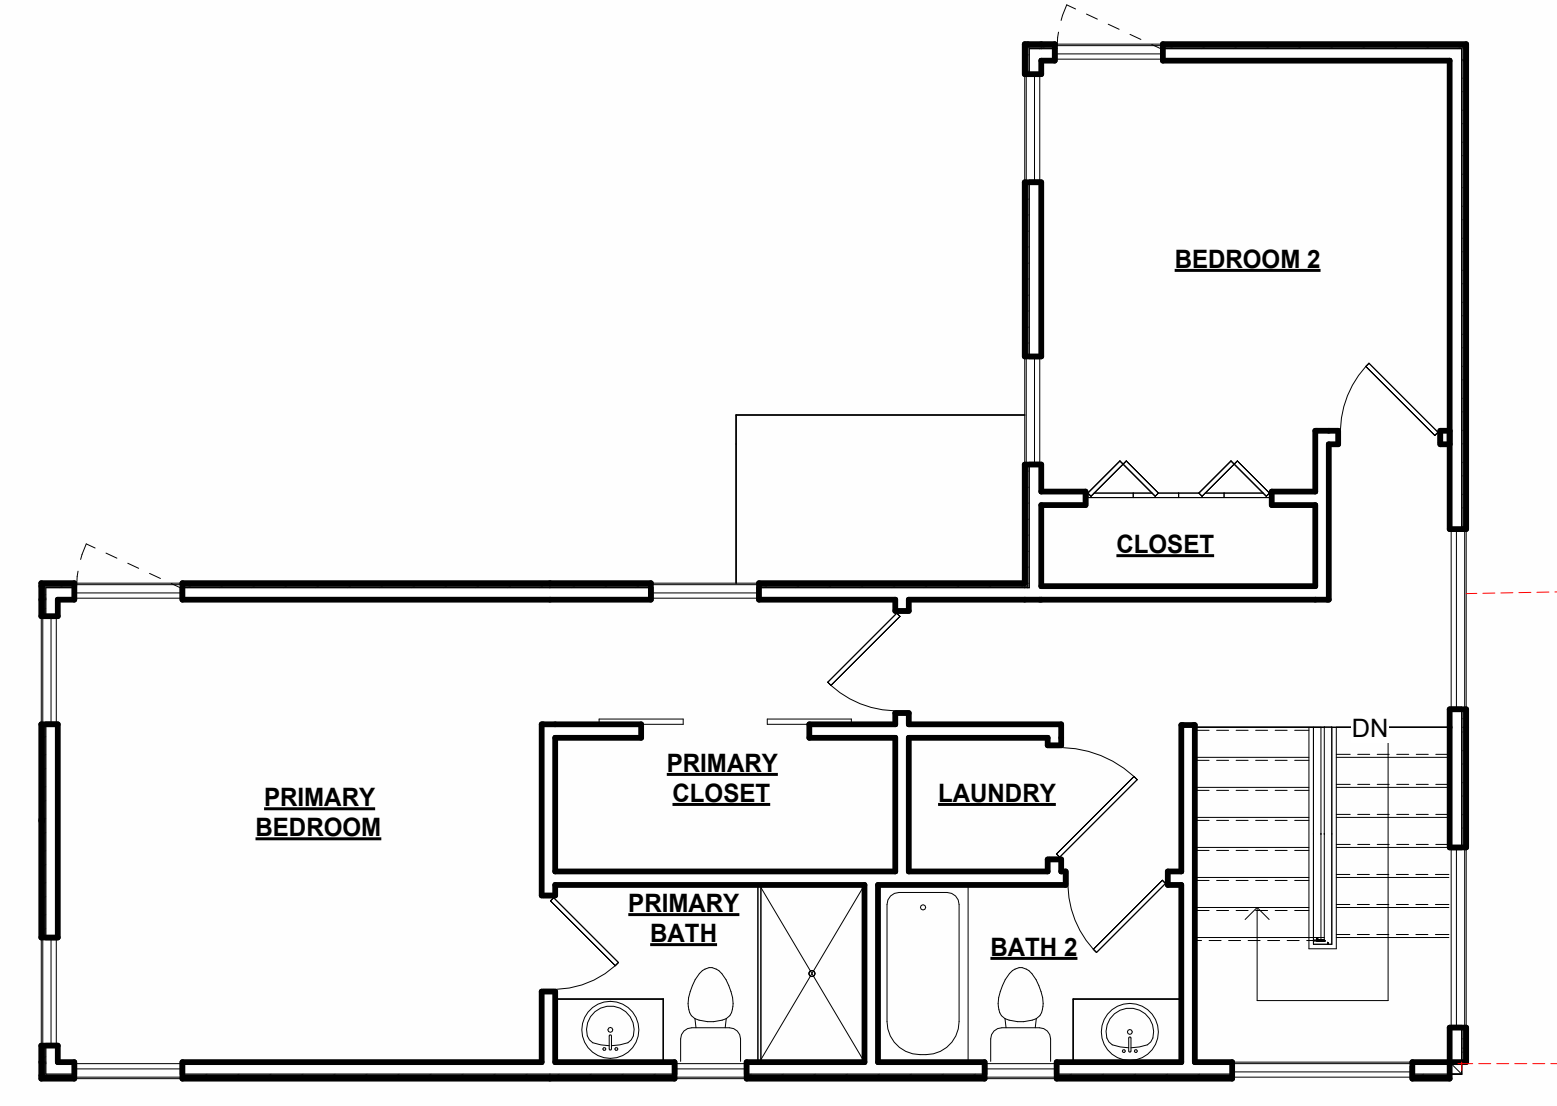 BEDROOM 2
CLOSET
DN
PRIMARY
CLOSET
LAUNDRY
PRIMARY
BEDROOM
PRIMARY
BATH
BATH 2